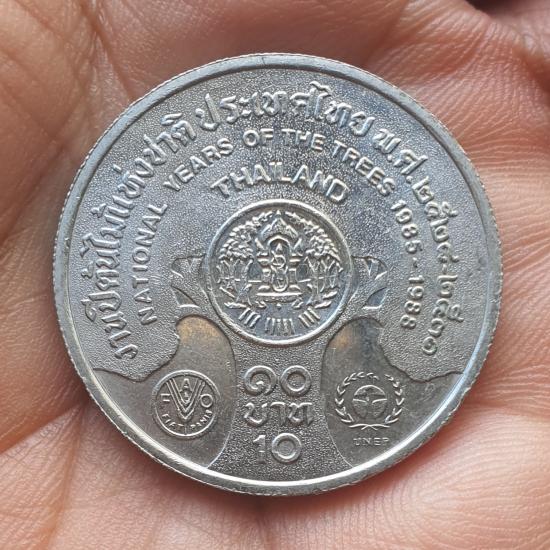 งานปีต้นไม้แห่งชาติ ประเทศไทย พ.ศ.๒๕๒๘-๒๕๓๑
NATIONAL YEARS OF THE TREES 1985-1988
THAILAND
๑๐
บาท
10
F A O
FIAT PANIS
UNEP